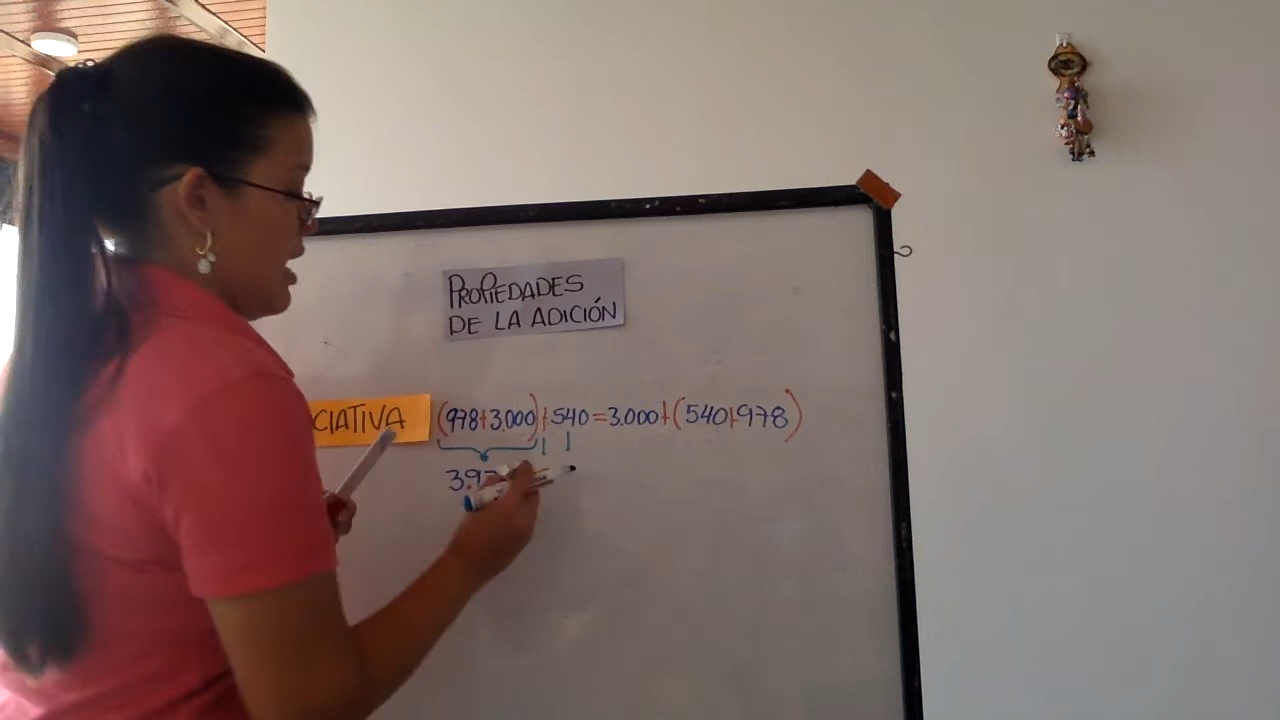 PROPIEDADES
DE LA ADICIÓN
CIATIVA (978+3.000)+540=3.000+(540+978)
3.97